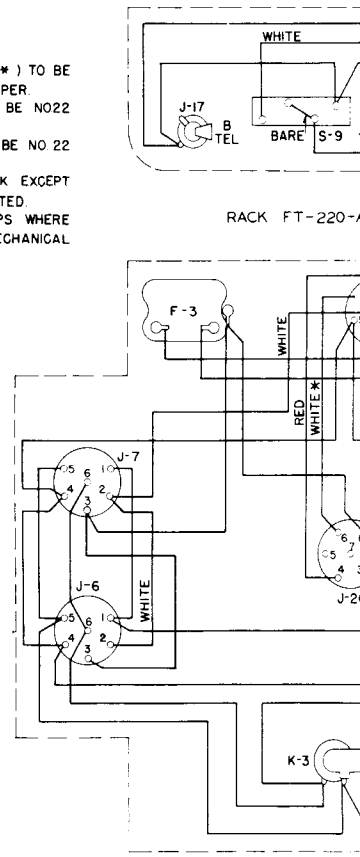 * ) TO BE
PER.
BE NO22
BE NO. 22
K EXCEPT
TED.
PS WHERE
ECHANICAL
WHITE
J-17
B
TEL
BARE
S-9
RACK FT-220-A
F-3
WHITE
RED
WHITE *
J-7
5 6 1
4 3 2
J-6
5 6 1
4 3 2
WHITE
6
5 7
4 3
J-20
K-3